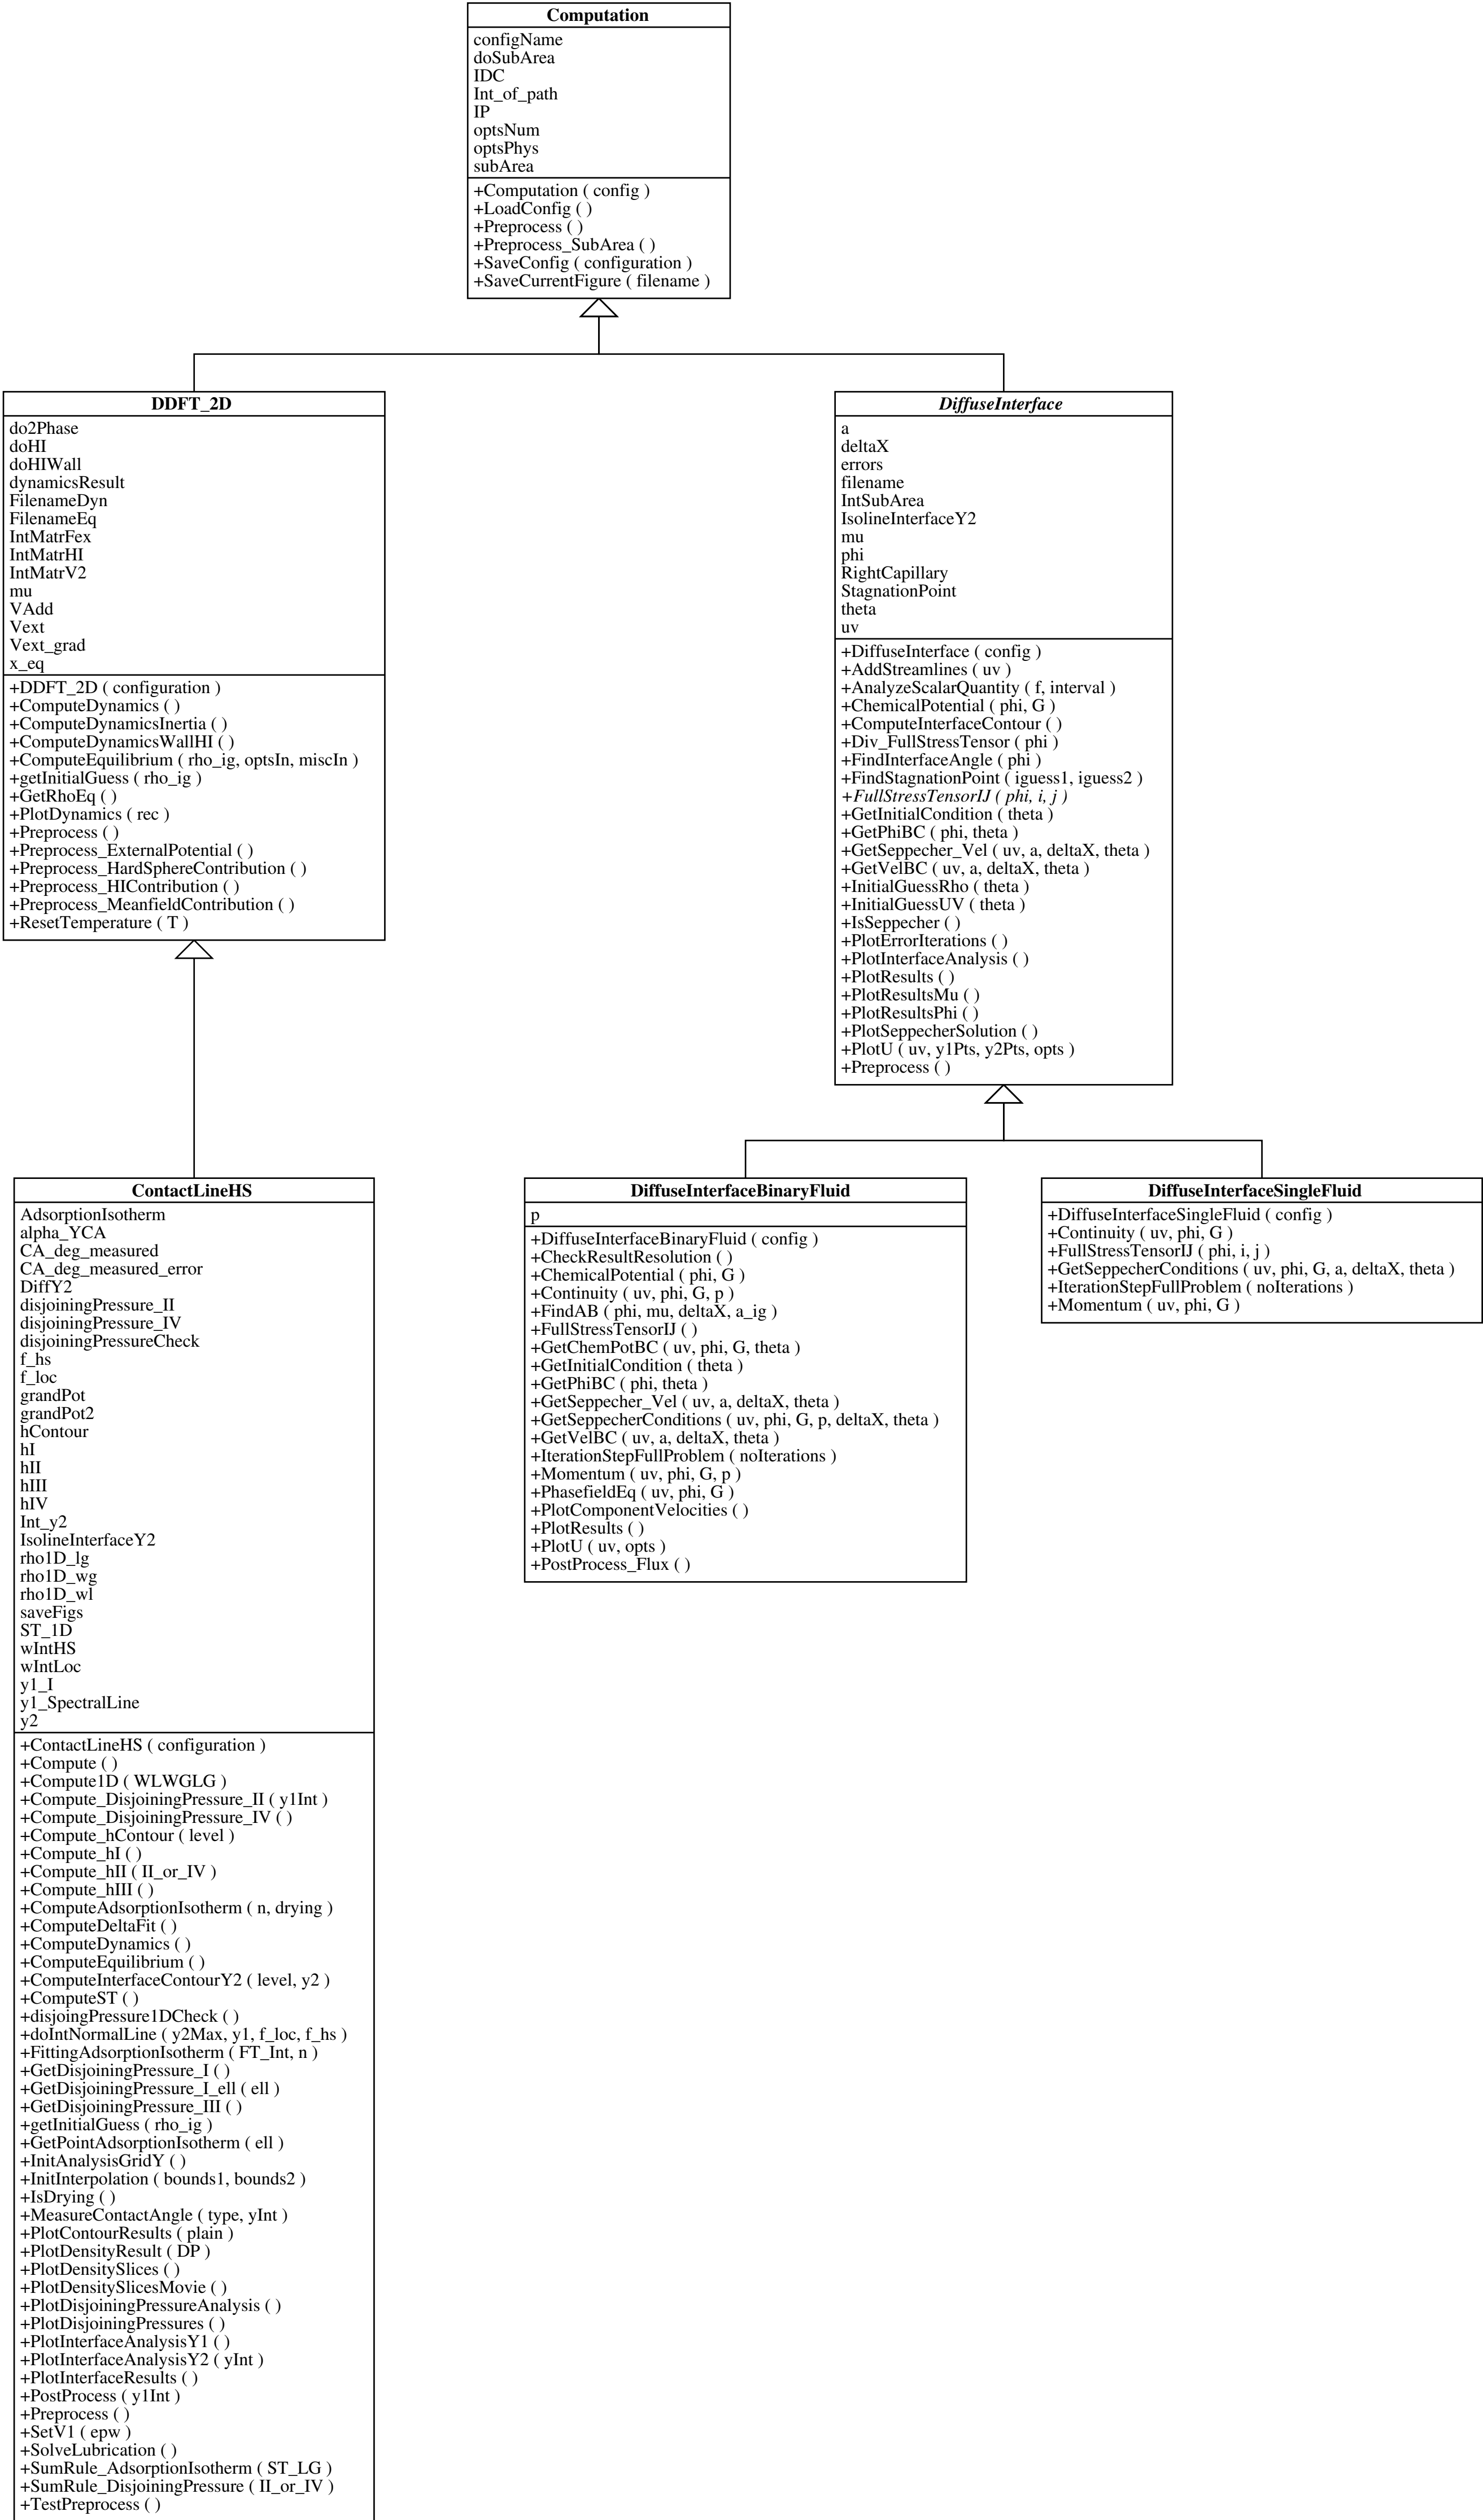 Computation
configName
doSubArea
IDC
Int_of_path
IP
optsNum
optsPhys
subArea
+Computation ( config )
+LoadConfig ( )
+Preprocess ( )
+Preprocess_SubArea ( )
+SaveConfig ( configuration )
+SaveCurrentFigure ( filename )
DDFT_2D
do2Phase
doHI
doHIWall
dynamicsResult
FilenameDyn
FilenameEq
IntMatrFex
IntMatrHI
IntMatrV2
mu
VAdd
Vext
Vext_grad
x_eq
+DDFT_2D ( configuration )
+ComputeDynamics ( )
+ComputeDynamicsInertia ( )
+ComputeDynamicsWallHI ( )
+ComputeEquilibrium ( rho_ig, optsIn, miscIn )
+getInitialGuess ( rho_ig )
+GetRhoEq ( )
+PlotDynamics ( rec )
+Preprocess ( )
+Preprocess_ExternalPotential ( )
+Preprocess_HardSphereContribution ( )
+Preprocess_HIContribution ( )
+Preprocess_MeanfieldContribution ( )
+ResetTemperature ( T )
DiffuseInterface
a
deltaX
errors
filename
IntSubArea
IsolineInterfaceY2
mu
phi
RightCapillary
StagnationPoint
theta
uv
+DiffuseInterface ( config )
+AddStreamlines ( uv )
+AnalyzeScalarQuantity ( f, interval )
+ChemicalPotential ( phi, G )
+ComputeInterfaceContour ( )
+Div_FullStressTensor ( phi )
+FindInterfaceAngle ( phi )
+FindStagnationPoint ( iguess1, iguess2 )
+FullStressTensorIJ ( phi, i, j )
+GetInitialCondition ( theta )
+GetPhiBC ( phi, theta )
+GetSeppecher_Vel ( uv, a, deltaX, theta )
+GetVelBC ( uv, a, deltaX, theta )
+InitialGuessRho ( theta )
+InitialGuessUV ( theta )
+IsSeppecher ( )
+PlotErrorIterations ( )
+PlotInterfaceAnalysis ( )
+PlotResults ( )
+PlotResultsMu ( )
+PlotResultsPhi ( )
+PlotSeppecherSolution ( )
+PlotU ( uv, y1Pts, y2Pts, opts )
+Preprocess ( )
ContactLineHS
AdsorptionIsotherm
alpha_YCA
CA_deg_measured
CA_deg_measured_error
DiffY2
disjoiningPressure_II
disjoiningPressure_IV
disjoiningPressureCheck
f_hs
f_loc
grandPot
grandPot2
hContour
hI
hII
hIII
hIV
Int_y2
IsolineInterfaceY2
rho1D_lg
rho1D_wg
rho1D_wl
saveFigs
ST_1D
wIntHS
wIntLoc
y1_I
y1_SpectralLine
y2
+ContactLineHS ( configuration )
+Compute ( )
+Compute1D ( WLWGLG )
+Compute_DisjoiningPressure_II ( y1Int )
+Compute_DisjoiningPressure_IV ( )
+Compute_hContour ( level )
+Compute_hI ( )
+Compute_hII ( II_or_IV )
+Compute_hIII ( )
+ComputeAdsorptionIsotherm ( n, drying )
+ComputeDeltaFit ( )
+ComputeDynamics ( )
+ComputeEquilibrium ( )
+ComputeInterfaceContourY2 ( level, y2 )
+ComputeST ( )
+disjoingPressure1DCheck ( )
+doIntNormalLine ( y2Max, y1, f_loc, f_hs )
+FittingAdsorptionIsotherm ( FT_Int, n )
+GetDisjoiningPressure_I ( )
+GetDisjoiningPressure_I_ell ( ell )
+GetDisjoiningPressure_III ( )
+getInitialGuess ( rho_ig )
+GetPointAdsorptionIsotherm ( ell )
+InitAnalysisGridY ( )
+InitInterpolation ( bounds1, bounds2 )
+IsDrying ( )
+MeasureContactAngle ( type, yInt )
+PlotContourResults ( plain )
+PlotDensityResult ( DP )
+PlotDensitySlices ( )
+PlotDensitySlicesMovie ( )
+PlotDisjoiningPressureAnalysis ( )
+PlotDisjoiningPressures ( )
+PlotInterfaceAnalysisY1 ( )
+PlotInterfaceAnalysisY2 ( yInt )
+PlotInterfaceResults ( )
+PostProcess ( y1Int )
+Preprocess ( )
+SetV1 ( epw )
+SolveLubrication ( )
+SumRule_AdsorptionIsotherm ( ST_LG )
+SumRule_DisjoiningPressure ( II_or_IV )
+TestPreprocess ( )
DiffuseInterfaceBinaryFluid
p
+DiffuseInterfaceBinaryFluid ( config )
+CheckResultResolution ( )
+ChemicalPotential ( phi, G )
+Continuity ( uv, phi, G, p )
+FindAB ( phi, mu, deltaX, a_ig )
+FullStressTensorIJ ( )
+GetChemPotBC ( uv, phi, G, theta )
+GetInitialCondition ( theta )
+GetPhiBC ( phi, theta )
+GetSeppecher_Vel ( uv, a, deltaX, theta )
+GetSeppecherConditions ( uv, phi, G, p, deltaX, theta )
+GetVelBC ( uv, a, deltaX, theta )
+IterationStepFullProblem ( noIterations )
+Momentum ( uv, phi, G, p )
+PhasefieldEq ( uv, phi, G )
+PlotComponentVelocities ( )
+PlotResults ( )
+PlotU ( uv, opts )
+PostProcess_Flux ( )
DiffuseInterfaceSingleFluid
+DiffuseInterfaceSingleFluid ( config )
+Continuity ( uv, phi, G )
+FullStressTensorIJ ( phi, i, j )
+GetSeppecherConditions ( uv, phi, G, a, deltaX, theta )
+IterationStepFullProblem ( noIterations )
+Momentum ( uv, phi, G )